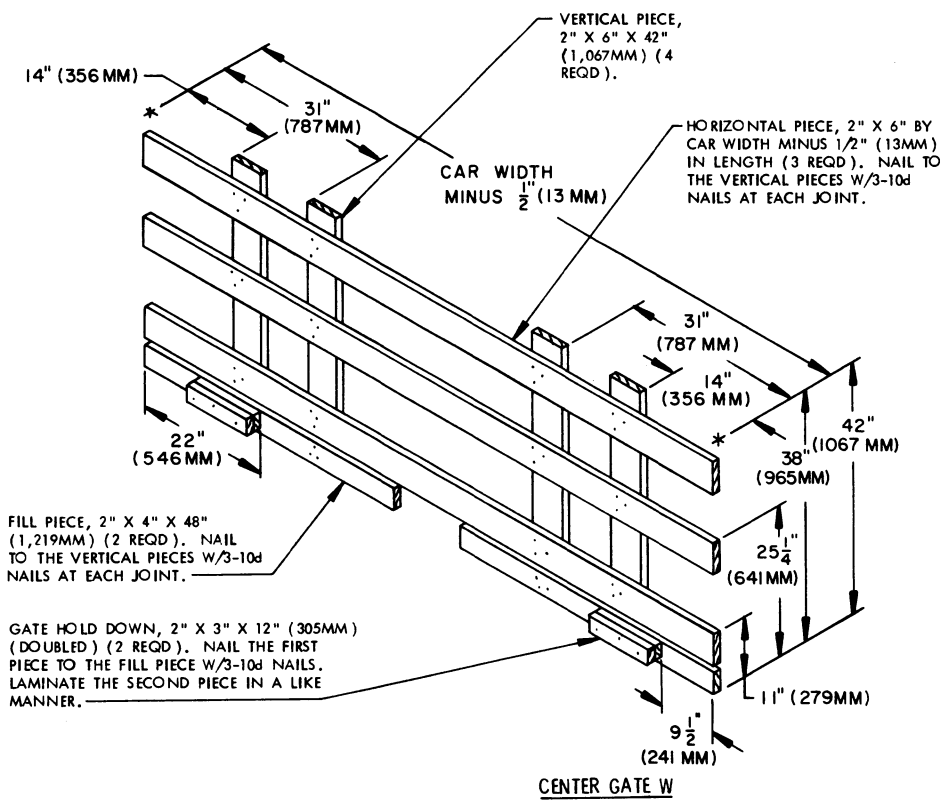 VERTICAL PIECE,
2" X 6" X 42"
(1,067MM) (4
REQD).
14" (356 MM)
*
31"
(787MM)
HORIZONTAL PIECE, 2" X 6" BY
CAR WIDTH MINUS 1/2" (13MM)
IN LENGTH (3 REQD). NAIL TO
THE VERTICAL PIECES W/3-10d
NAILS AT EACH JOINT.
CAR WIDTH
MINUS 1/2" (13 MM)
31"
(787 MM)
14"
(356 MM)
*
42"
(1067 MM)
38"
(965MM)
22"
(546MM)
25 1/4"
(641MM)
FILL PIECE, 2" X 4" X 48"
(1,219MM) (2 REQD). NAIL
TO THE VERTICAL PIECES W/3-10d
NAILS AT EACH JOINT.
GATE HOLD DOWN, 2" X 3" X 12" (305MM)
(DOUBLED) (2 REQD). NAIL THE FIRST
PIECE TO THE FILL PIECE W/3-10d NAILS.
LAMINATE THE SECOND PIECE IN A LIKE
MANNER.
11" (279MM)
9 1/2"
(241 MM)
CENTER GATE W